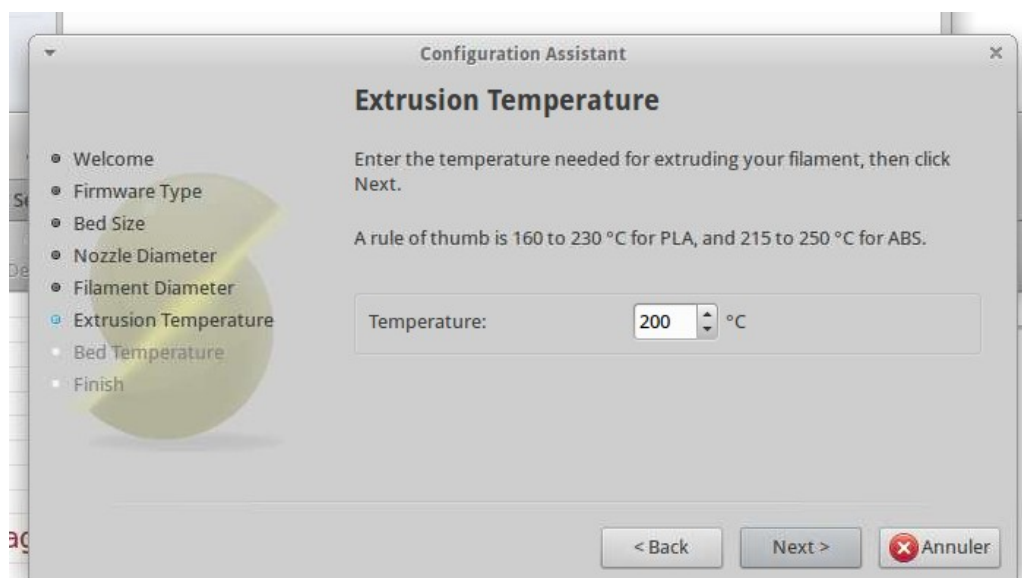 Configuration Assistant
Extrusion Temperature
Welcome
Firmware Type
Bed Size
Nozzle Diameter
Filament Diameter
Extrusion Temperature
Bed Temperature
Finish
Enter the temperature needed for extruding your filament, then click
Next.
A rule of thumb is 160 to 230 °C for PLA, and 215 to 250 °C for ABS.
Temperature: 200 °C
< Back Next > Annuler